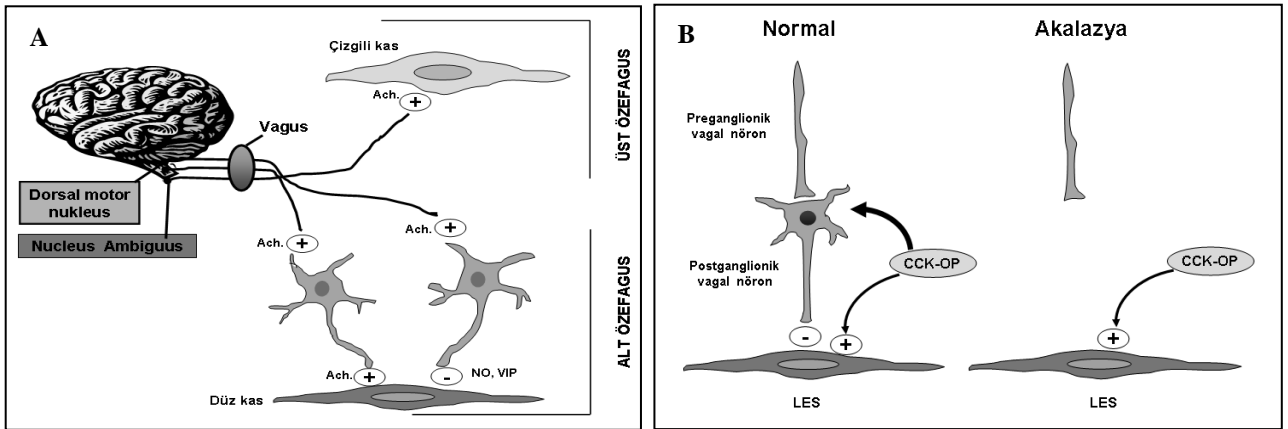 A
Çizgili kas
Ach.
+
Vagus
Dorsal motor
nukleus
Nucleus Ambiguus
Ach.
+
Ach.
+
Ach.
+
-
NO, VIP
Düz kas
ÜST ÖZEFAGUS
ALT ÖZEFAGUS
B
Normal
Akalazya
Preganglionik
vagal nöron
Postganglionik
vagal nöron
CCK-OP
-
+
LES
CCK-OP
+
LES